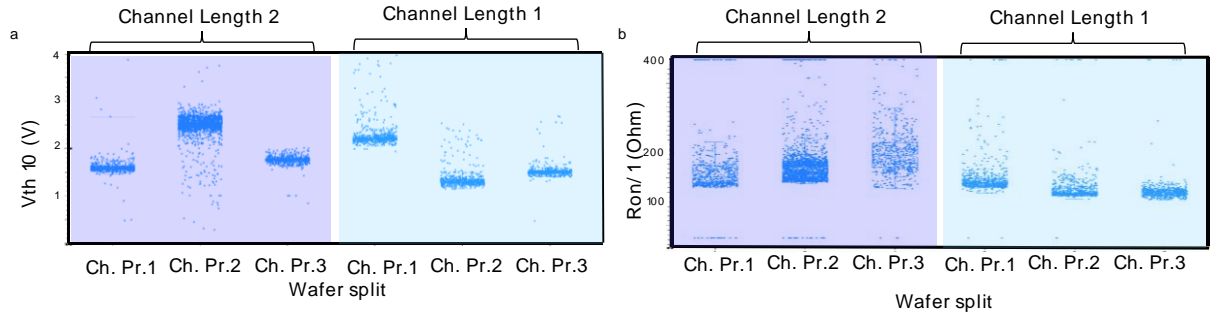 a
Channel Length 2
Channel Length 1
4
3
2
1
Vth 10 (V)
Ch. Pr.1
Ch. Pr.2
Ch. Pr.3
Ch. Pr.1
Ch. Pr.2
Ch. Pr.3
Wafer split
b
Channel Length 2
Channel Length 1
400
200
100
0
Ron/ 1 (Ohm)
Ch. Pr.1
Ch. Pr.2
Ch. Pr.3
Ch. Pr.1
Ch. Pr.2
Ch. Pr.3
Wafer split